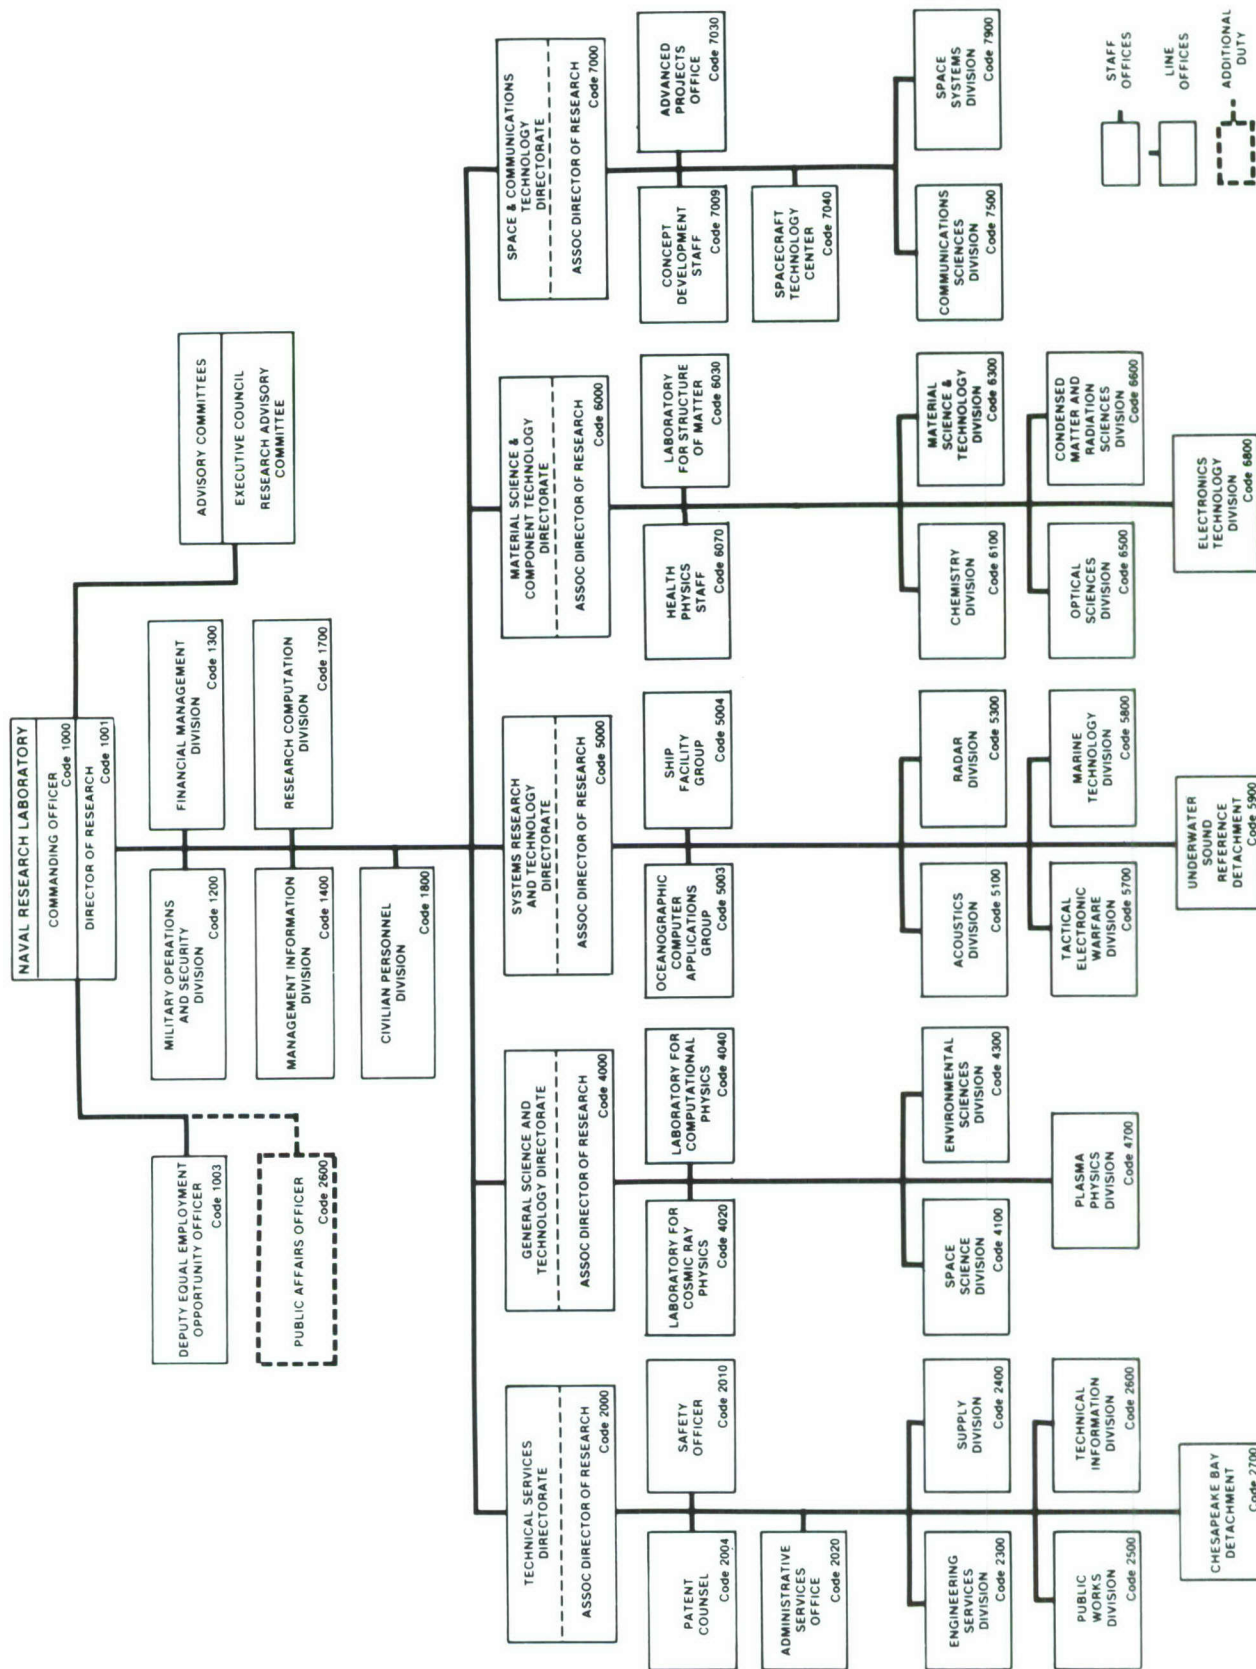 NAVAL RESEARCH LABORATORY
COMMANDING OFFICER
Code 1000
DIRECTOR OF RESEARCH
Code 1001
ADVISORY COMMITTEES
EXECUTIVE COUNCIL
RESEARCH ADVISORY
COMMITTEE
DEPUTY EQUAL EMPLOYMENT
OPPORTUNITY OFFICER
Code 1003
PUBLIC AFFAIRS OFFICER
Code 2600
MILITARY OPERATIONS
AND SECURITY
DIVISION
Code 1200
FINANCIAL MANAGEMENT
DIVISION
Code 1300
MANAGEMENT INFORMATION
DIVISION
Code 1400
RESEARCH COMPUTATION
DIVISION
Code 1700
CIVILIAN PERSONNEL
DIVISION
Code 1800
TECHNICAL SERVICES
DIRECTORATE
ASSOC DIRECTOR OF RESEARCH
Code 2000
GENERAL SCIENCE AND
TECHNOLOGY DIRECTORATE
ASSOC DIRECTOR OF RESEARCH
Code 4000
SYSTEMS RESEARCH
AND TECHNOLOGY
DIRECTORATE
ASSOC DIRECTOR OF RESEARCH
Code 5000
MATERIAL SCIENCE &
COMPONENT TECHNOLOGY
DIRECTORATE
ASSOC DIRECTOR OF RESEARCH
Code 6000
SPACE & COMMUNICATIONS
TECHNOLOGY
DIRECTORATE
ASSOC DIRECTOR OF RESEARCH
Code 7000
PATENT
COUNSEL
Code 2004
SAFETY
OFFICER
Code 2010
LABORATORY FOR
COSMIC RAY
PHYSICS
Code 4020
LABORATORY FOR
COMPUTATIONAL
PHYSICS
Code 4040
OCEANOGRAPHIC
COMPUTER
APPLICATIONS
GROUP
Code 5003
SHIP
FACILITY
GROUP
Code 5004
HEALTH
PHYSICS
STAFF
Code 6070
LABORATORY
FOR STRUCTURE
OF MATTER
Code 6030
CONCEPT
DEVELOPMENT
STAFF
Code 7009
ADVANCED
PROJECTS
OFFICE
Code 7030
ADMINISTRATIVE
SERVICES
OFFICE
Code 2020
SPACECRAFT
TECHNOLOGY
CENTER
Code 7040
ENGINEERING
SERVICES
DIVISION
Code 2300
SUPPLY
DIVISION
Code 2400
SPACE
SCIENCE
DIVISION
Code 4100
ENVIRONMENTAL
SCIENCES
DIVISION
Code 4300
ACOUSTICS
DIVISION
Code 5100
RADAR
DIVISION
Code 5300
CHEMISTRY
DIVISION
Code 6100
MATERIAL
SCIENCE &
TECHNOLOGY
DIVISION
Code 6300
COMMUNICATIONS
SCIENCES
DIVISION
Code 7500
SPACE
SYSTEMS
DIVISION
Code 7900
PUBLIC
WORKS
DIVISION
Code 2500
TECHNICAL
INFORMATION
DIVISION
Code 2600
PLASMA
PHYSICS
DIVISION
Code 4700
TACTICAL
ELECTRONIC
WARFARE
DIVISION
Code 5700
MARINE
TECHNOLOGY
DIVISION
Code 5800
OPTICAL
SCIENCES
DIVISION
Code 6500
CONDENSED
MATTER AND
RADIATION
SCIENCES
DIVISION
Code 6600
CHESAPEAKE BAY
DETACHMENT
Code 2700
UNDERWATER
SOUND
REFERENCE
DETACHMENT
Code 5900
ELECTRONICS
TECHNOLOGY
DIVISION
Code 6800
STAFF
OFFICES
LINE
OFFICES
ADDITIONAL
DUTY